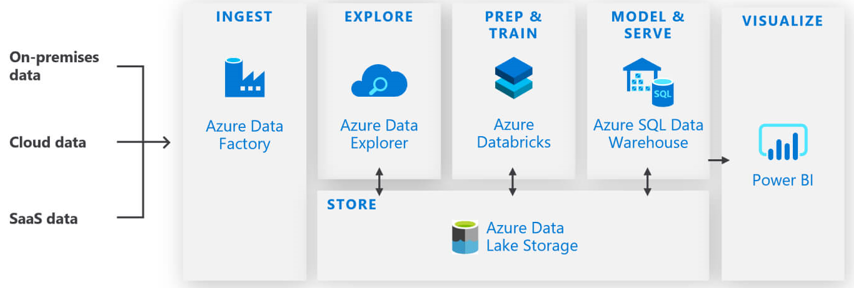 On-premises
data
Cloud data
SaaS data
INGEST
Azure Data
Factory
EXPLORE
Azure Data
Explorer
PREP &
TRAIN
Azure
Databricks
MODEL &
SERVE
SQL
Azure SQL Data
Warehouse
STORE
Azure Data
Lake Storage
VISUALIZE
Power BI